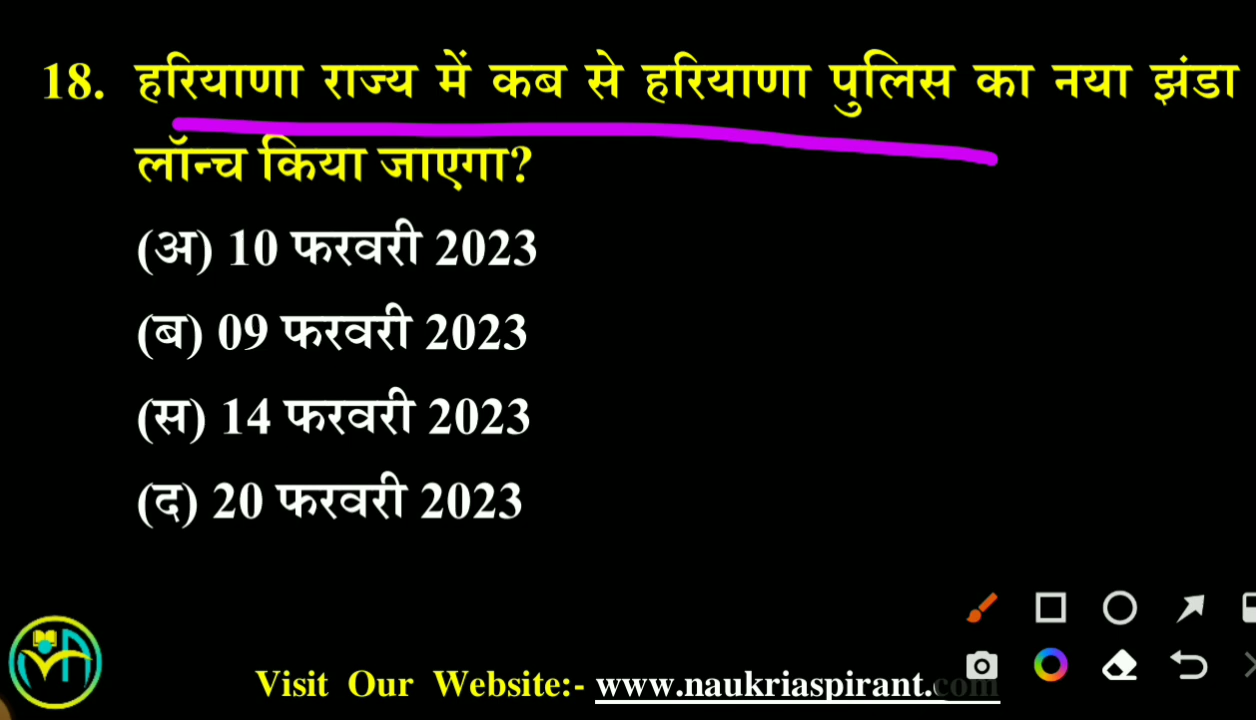 18. हरियाणा राज्य में कब से हरियाणा पुलिस का नया झंडा
लॉन्च किया जाएगा?
(अ) 10 फरवरी 2023
(ब) 09 फरवरी 2023
(स) 14 फरवरी 2023
(द) 20 फरवरी 2023
Visit Our Website:- www.naukriaspirant.com